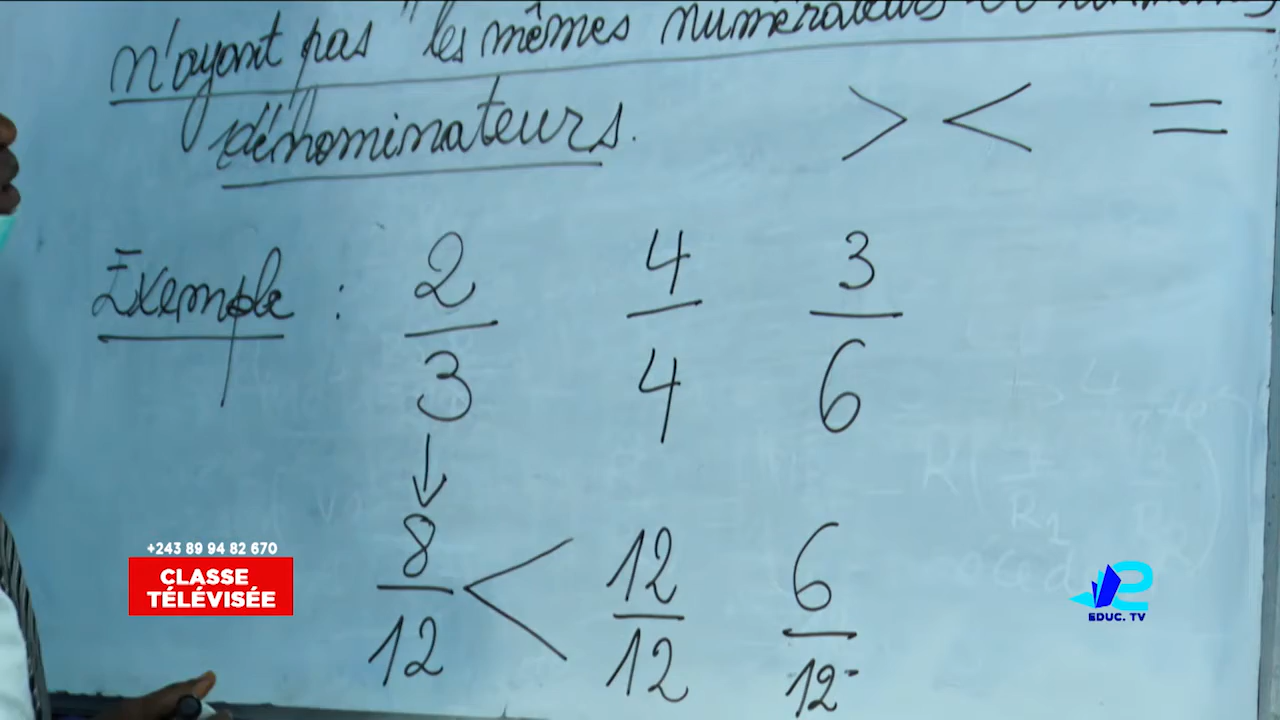 n'ayant pas les mêmes numérateurs
dénominateurs. > < =
Exemple : 2/3 4/4 3/6
↓
8/12 < 12/12 6/12
+243 89 94 82 670
CLASSE
TÉLÉVISÉE
EDUC. TV